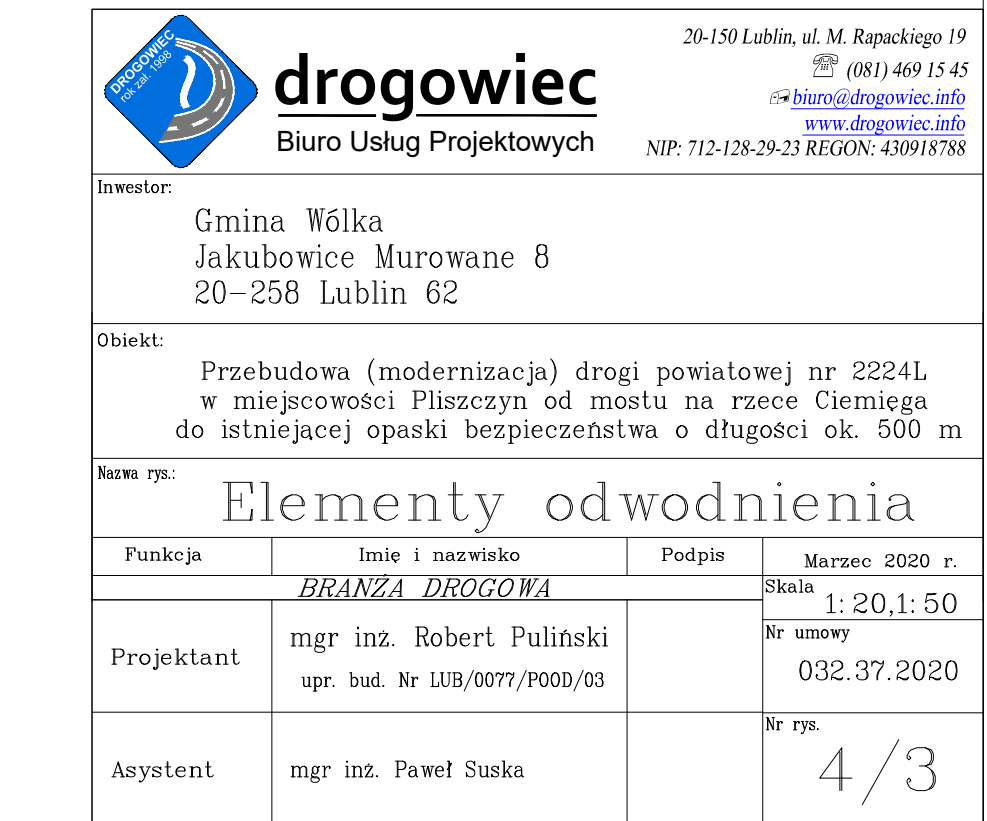 DROGOWIEC
rok zał. 1998
drogowiec
Biuro Usług Projektowych
20-150 Lublin, ul. M. Rapackiego 19
(081) 469 15 45
biuro@drogowiec.info
www.drogowiec.info
NIP: 712-128-29-23 REGON: 430918788
Inwestor:
Gmina Wólka
Jakubowice Murowane 8
20-258 Lublin 62
Obiekt:
Przebudowa (modernizacja) drogi powiatowej nr 2224L
w miejscowości Pliszczyn od mostu na rzece Ciemięga
do istniejącej opaski bezpieczeństwa o długości ok. 500 m
Nazwa rys.:
Elementy odwodnienia
Funkcja
Imię i nazwisko
Podpis
Marzec 2020 r.
BRANŻA DROGOWA
Skala
1:20,1:50
Projektant
mgr inż. Robert Puliński
upr. bud. Nr LUB/0077/POOD/03
Nr umowy
032.37.2020
Asystent
mgr inż. Paweł Suska
Nr rys.
4/3